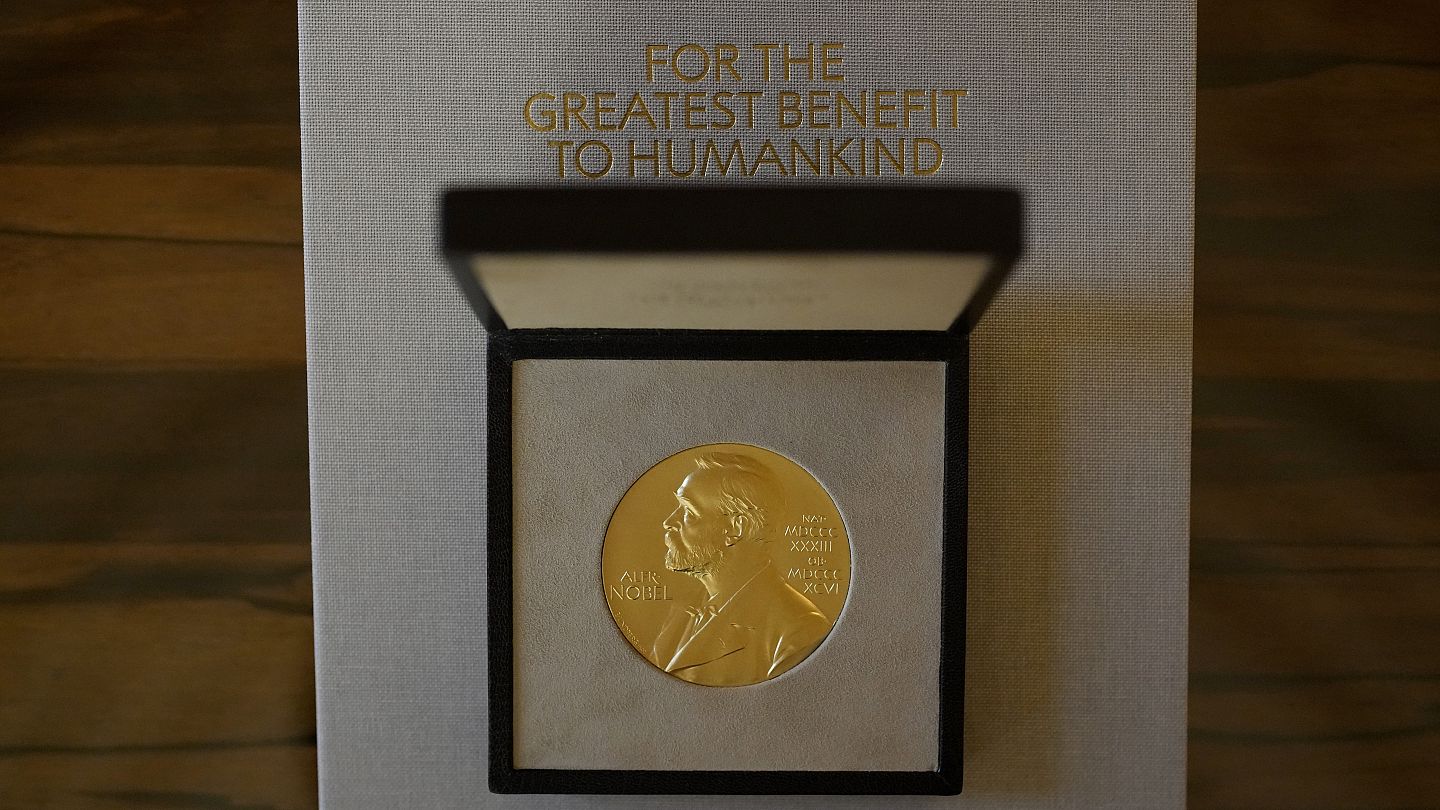 FOR THE
GREATEST BENEFIT
TO HUMANKIND
ALFR·
NOBEL
NAT·
MDCCC
XXXIII
OB·
MDCCC
XCVI